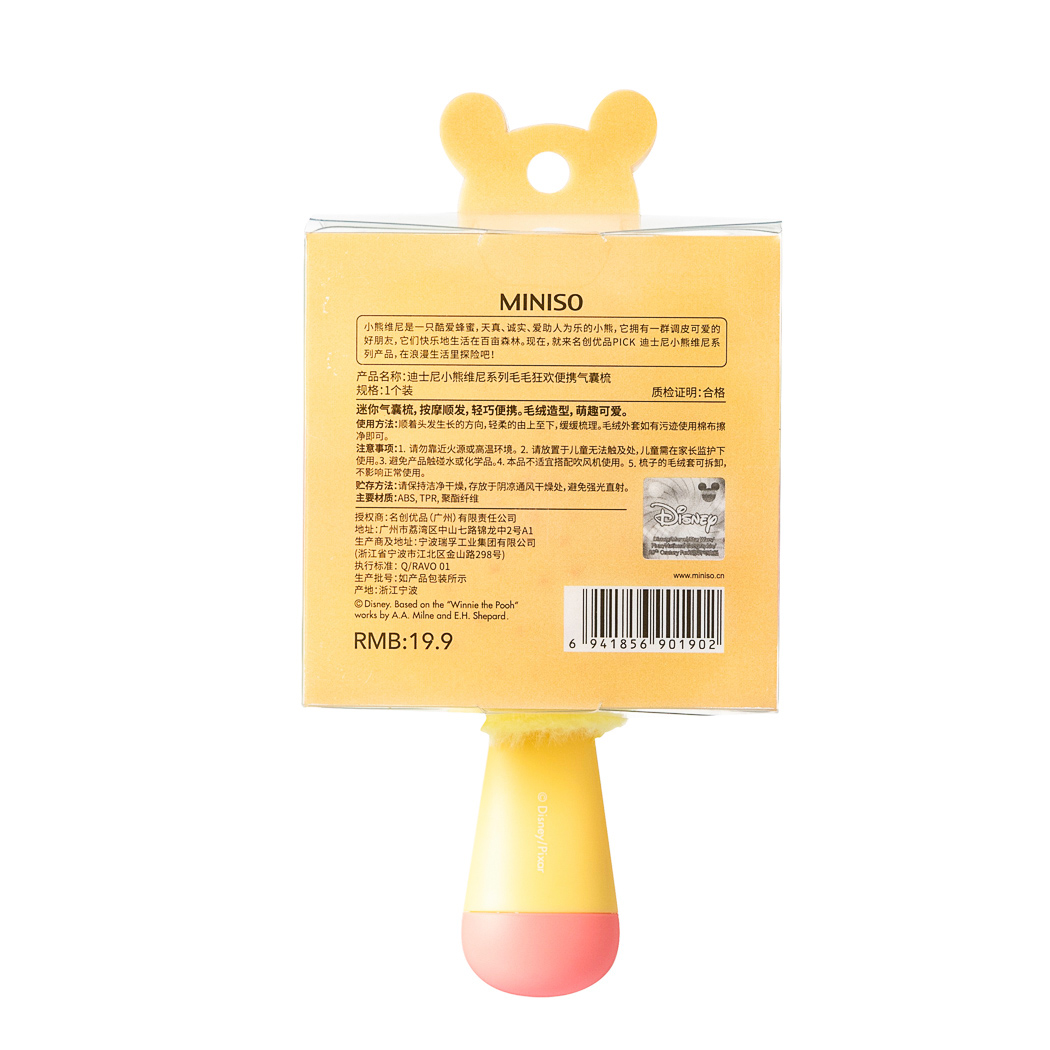 MINISO
小熊维尼是一只酷爱蜂蜜，天真、诚实、爱助人为乐的小熊，它拥有一群调皮可爱的
好朋友，它们快乐地生活在百亩森林。现在，就来名创优品PICK 迪士尼小熊维尼系
列产品，在浪漫生活里探险吧！
产品名称：迪士尼小熊维尼系列毛毛狂欢便携气囊梳
规格：1个装 质检证明：合格
迷你气囊梳，按摩顺发，轻巧便携。毛绒造型，萌趣可爱。
使用方法：顺着头发生长的方向，轻柔的由上至下，缓缓梳理。毛绒外套如有污迹使用棉布擦
净即可。
注意事项：1. 请勿靠近火源或高温环境。2. 请放置于儿童无法触及处，儿童需在家长监护下
使用。3. 避免产品触碰水或化学品。4. 本品不适宜搭配吹风机使用。5. 梳子的毛绒套可拆卸，
不影响正常使用。
贮存方法：请保持洁净干燥，存放于阴凉通风干燥处，避免强光直射。
主要材质：ABS, TPR, 聚酯纤维
授权商：名创优品（广州）有限责任公司
地址：广州市荔湾区中山七路锦龙中2号A1
生产商及地址：宁波瑞孚工业集团有限公司
(浙江省宁波市江北区金山路298号)
执行标准：Q/RAVO 01
生产批号：如产品包装所示
产地：浙江宁波
© Disney. Based on the "Winnie the Pooh"
works by A.A. Milne and E.H. Shepard.
RMB:19.9
Disney
www.miniso.cn
6 941856 901902
© Disney/Pixar